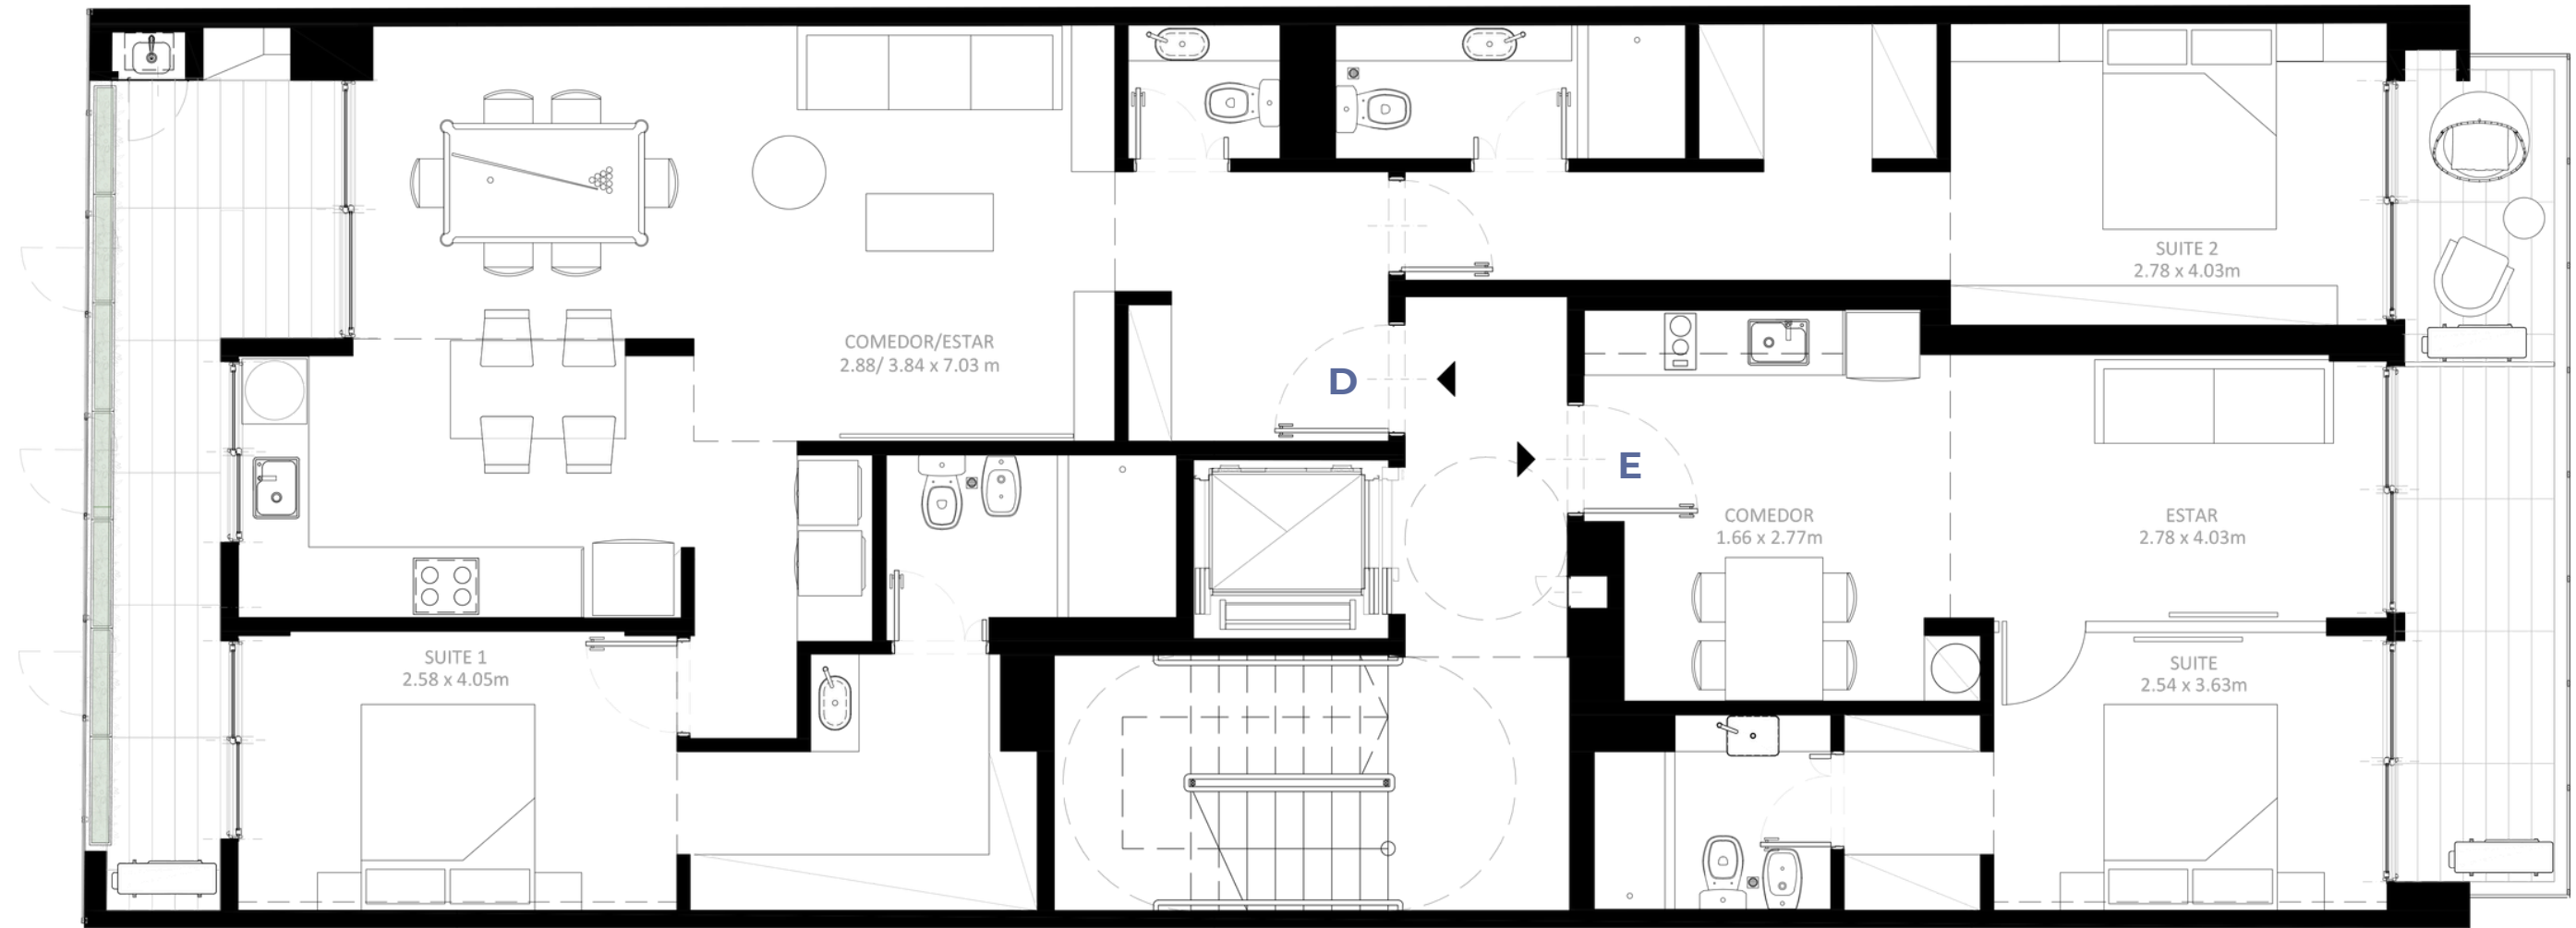 SUITE 2
2.78 x 4.03m
COMEDOR/ESTAR
2.88/ 3.84 x 7.03 m
D
E
COMEDOR
1.66 x 2.77m
ESTAR
2.78 x 4.03m
SUITE 1
2.58 x 4.05m
SUITE
2.54 x 3.63m